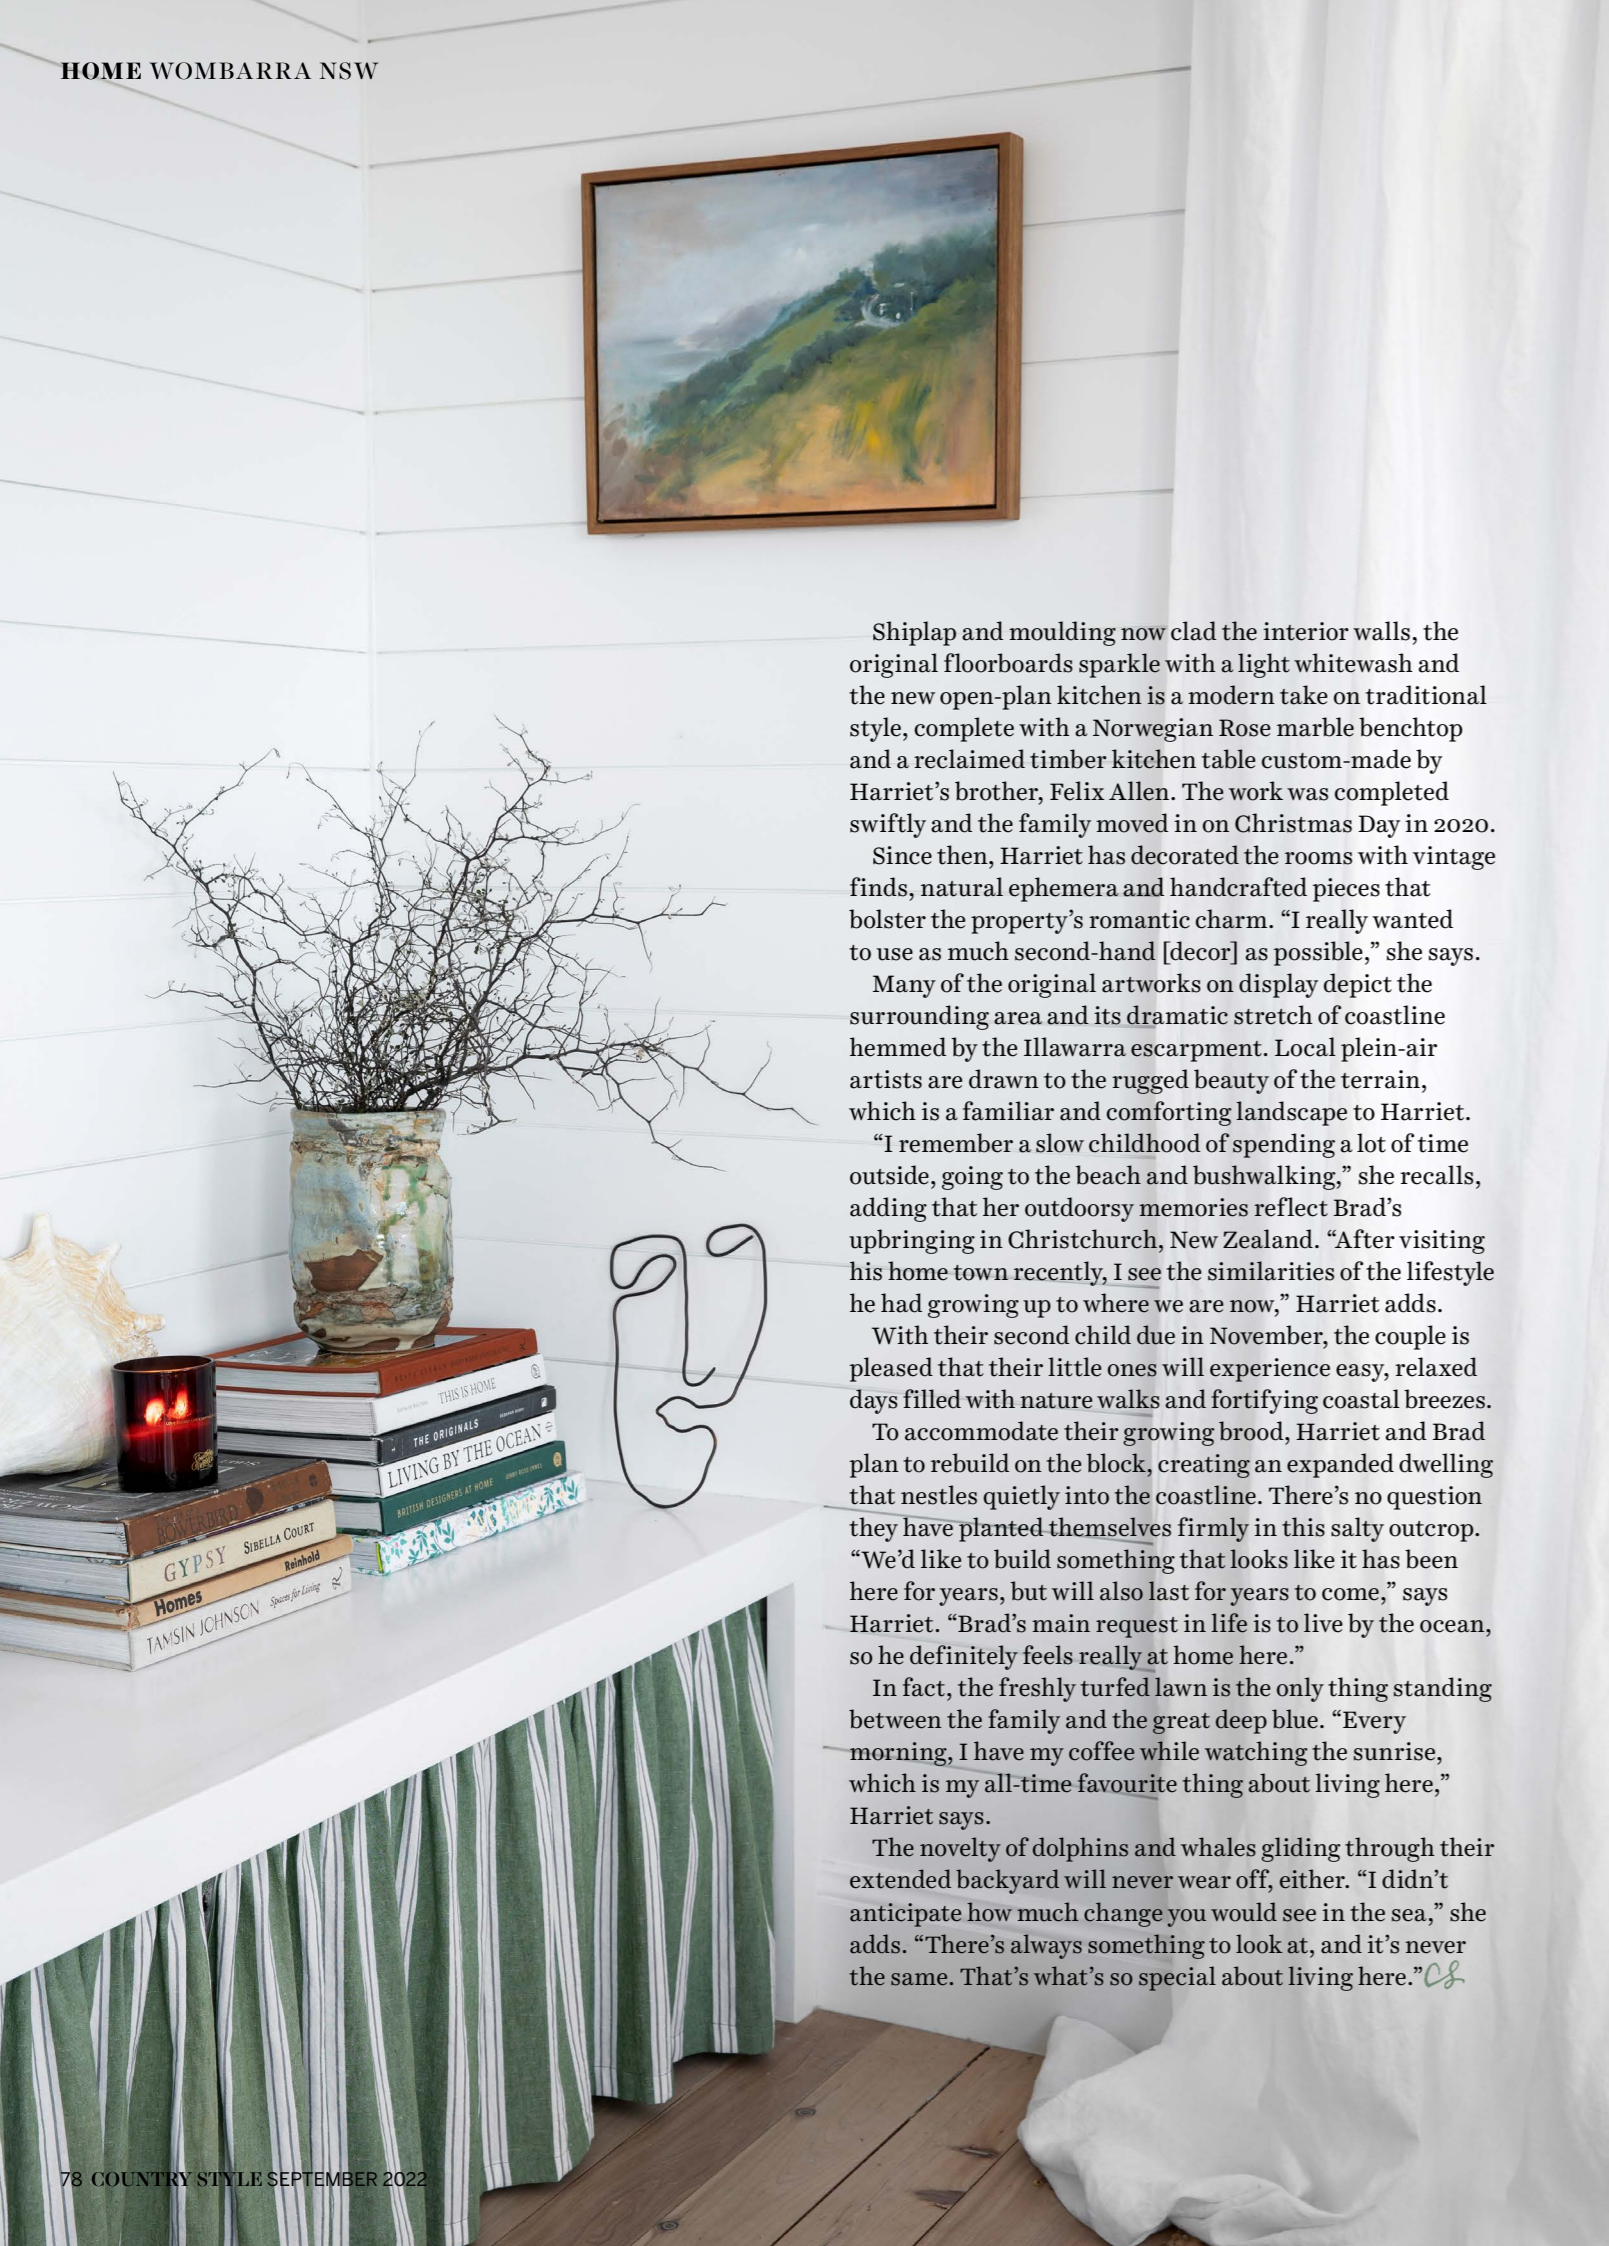 HOME WOMBARRA NSW
Shiplap and moulding now clad the interior walls, the
original floorboards sparkle with a light whitewash and
the new open-plan kitchen is a modern take on traditional
style, complete with a Norwegian Rose marble benchtop
and a reclaimed timber kitchen table custom-made by
Harriet’s brother, Felix Allen. The work was completed
swiftly and the family moved in on Christmas Day in 2020.
Since then, Harriet has decorated the rooms with vintage
finds, natural ephemera and handcrafted pieces that
bolster the property’s romantic charm. “I really wanted
to use as much second-hand [decor] as possible,” she says.
Many of the original artworks on display depict the
surrounding area and its dramatic stretch of coastline
hemmed by the Illawarra escarpment. Local plein-air
artists are drawn to the rugged beauty of the terrain,
which is a familiar and comforting landscape to Harriet.
“I remember a slow childhood of spending a lot of time
outside, going to the beach and bushwalking,” she recalls,
adding that her outdoorsy memories reflect Brad’s
upbringing in Christchurch, New Zealand. “After visiting
his home town recently, I see the similarities of the lifestyle
he had growing up to where we are now,” Harriet adds.
With their second child due in November, the couple is
pleased that their little ones will experience easy, relaxed
days filled with nature walks and fortifying coastal breezes.
To accommodate their growing brood, Harriet and Brad
plan to rebuild on the block, creating an expanded dwelling
that nestles quietly into the coastline. There’s no question
they have planted themselves firmly in this salty outcrop.
“We’d like to build something that looks like it has been
here for years, but will also last for years to come,” says
Harriet. “Brad’s main request in life is to live by the ocean,
so he definitely feels really at home here.”
In fact, the freshly turfed lawn is the only thing standing
between the family and the great deep blue. “Every
morning, I have my coffee while watching the sunrise,
which is my all-time favourite thing about living here,”
Harriet says.
The novelty of dolphins and whales gliding through their
extended backyard will never wear off, either. “I didn’t
anticipate how much change you would see in the sea,” she
adds. “There’s always something to look at, and it’s never
the same. That’s what’s so special about living here.” CS
THIS IS HOME
THE ORIGINALS
LIVING BY THE OCEAN
BRITISH DESIGNERS AT HOME
BOWERBIRD
GYPSY SIBELLA COURT
Homes Reinhold
TAMSIN JOHNSON Spaces for Living
78 COUNTRY STYLE SEPTEMBER 2022